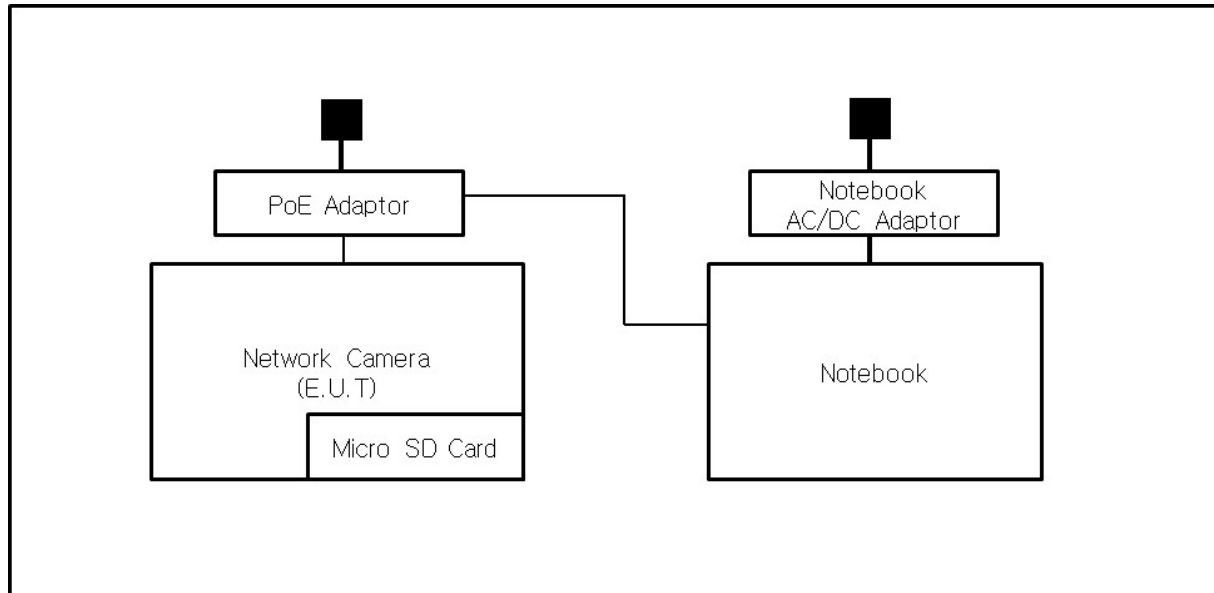 PoE Adaptor
Notebook
AC/DC Adaptor
Network Camera
(E.U.T)
Micro SD Card
Notebook